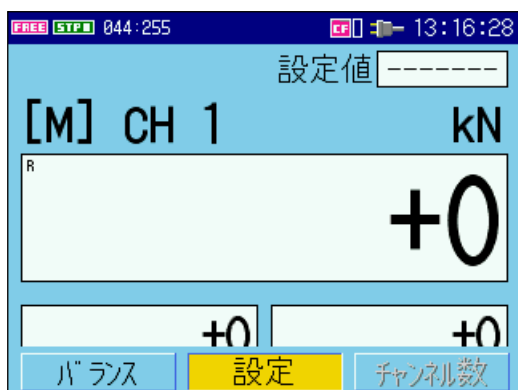 FREE STP 044:255 CF 13:16:28
設定値 -------
[M] CH 1 kN
R
+0
+0 +0
バランス 設定 チャンネル数